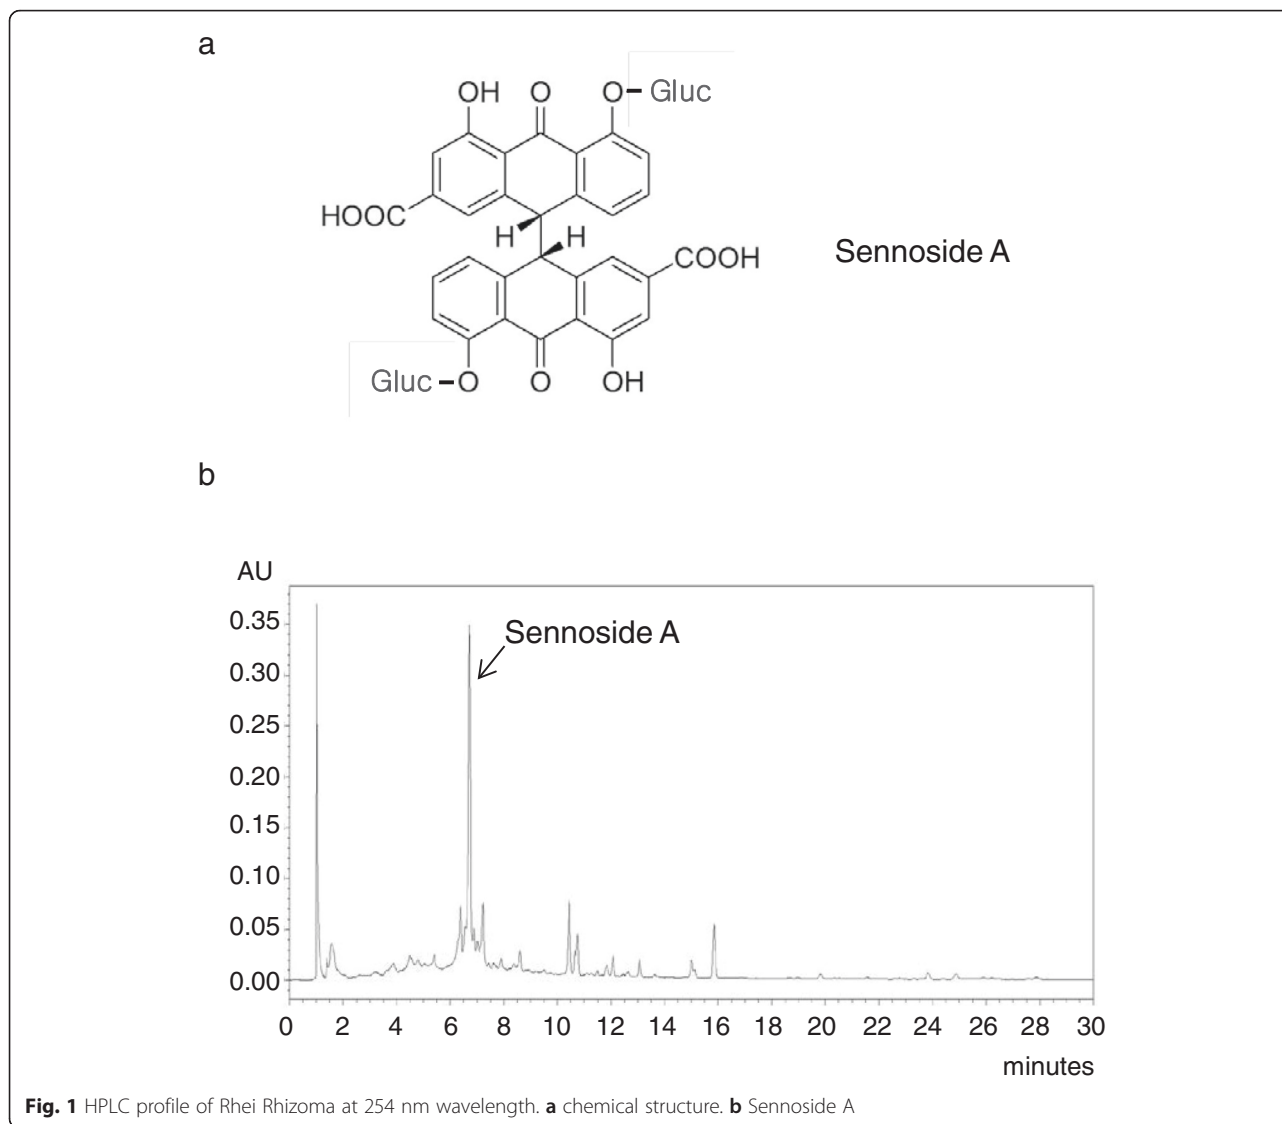 a
OH O O Gluc
HOOC
H H
COOH
Sennoside A
Gluc O O OH
b
AU
0.35
0.30
0.25
0.20
0.15
0.10
0.05
0.00
Sennoside A
0 2 4 6 8 10 12 14 16 18 20 22 24 26 28 30
minutes
Fig. 1 HPLC profile of Rhei Rhizoma at 254 nm wavelength. a chemical structure. b Sennoside A